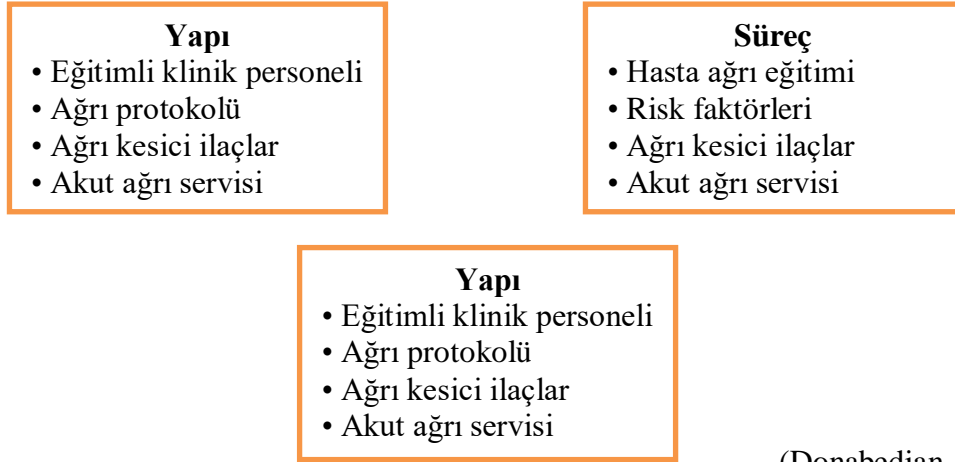 Yapı
• Eğitimli klinik personeli
• Ağrı protokolü
• Ağrı kesici ilaçlar
• Akut ağrı servisi
Süreç
• Hasta ağrı eğitimi
• Risk faktörleri
• Ağrı kesici ilaçlar
• Akut ağrı servisi
Yapı
• Eğitimli klinik personeli
• Ağrı protokolü
• Ağrı kesici ilaçlar
• Akut ağrı servisi
(Donabedian